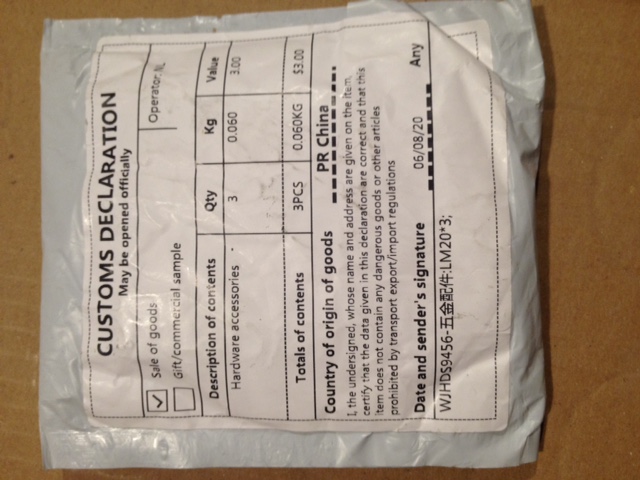 CUSTOMS DECLARATION
May be opened officially
Sale of goods
Operator:
Gift/commercial sample
Description of contents Qty Kg Value
Hardware accessories 3 0.060 3.00
Totals of contents 3PCS 0.060KG $3.00
Country of origin of goods PR China
I, the undersigned, whose name and address are given on the item,
certify that the data given in this declaration are correct and that this
item does not contain any dangerous goods or other articles
prohibited by transport export/import regulations
Date and sender's signature 06/08/20 Any
WJHDS9456-五金配件:LM20*3;